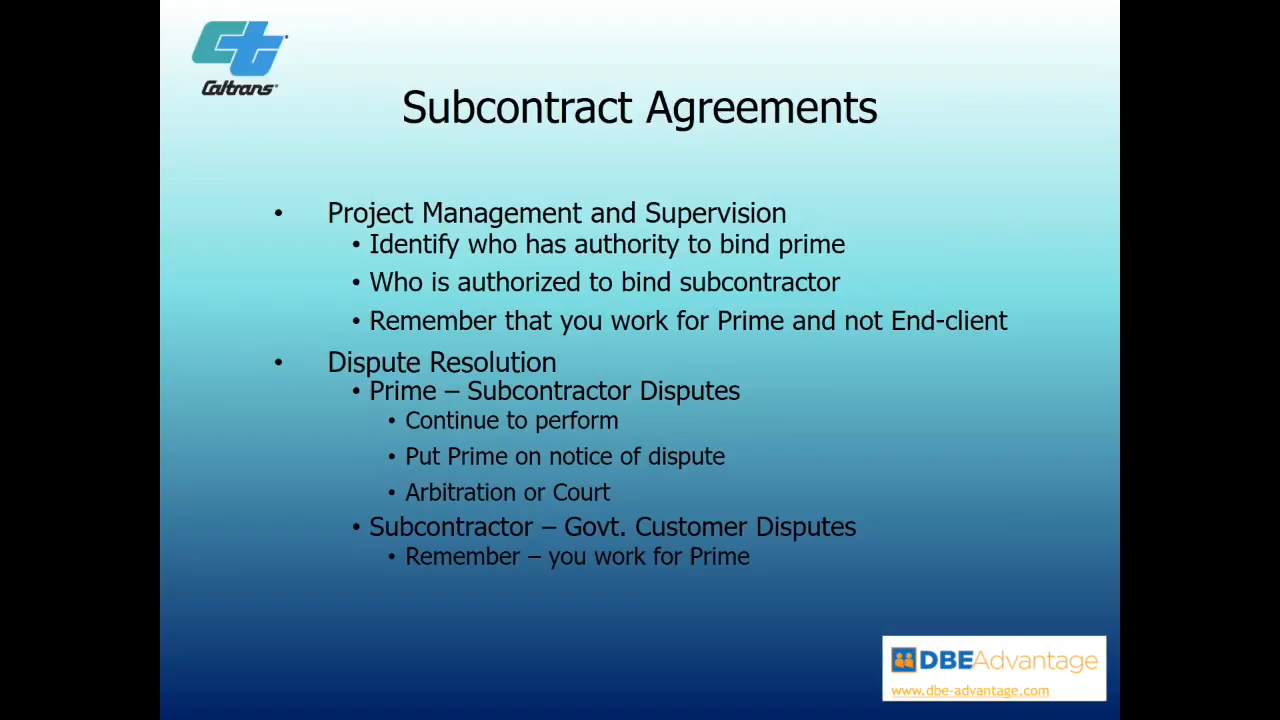 Caltrans
Subcontract Agreements
• Project Management and Supervision
• Identify who has authority to bind prime
• Who is authorized to bind subcontractor
• Remember that you work for Prime and not End-client
• Dispute Resolution
• Prime – Subcontractor Disputes
• Continue to perform
• Put Prime on notice of dispute
• Arbitration or Court
• Subcontractor – Govt. Customer Disputes
• Remember – you work for Prime
DBEAdvantage
www.dbe-advantage.com